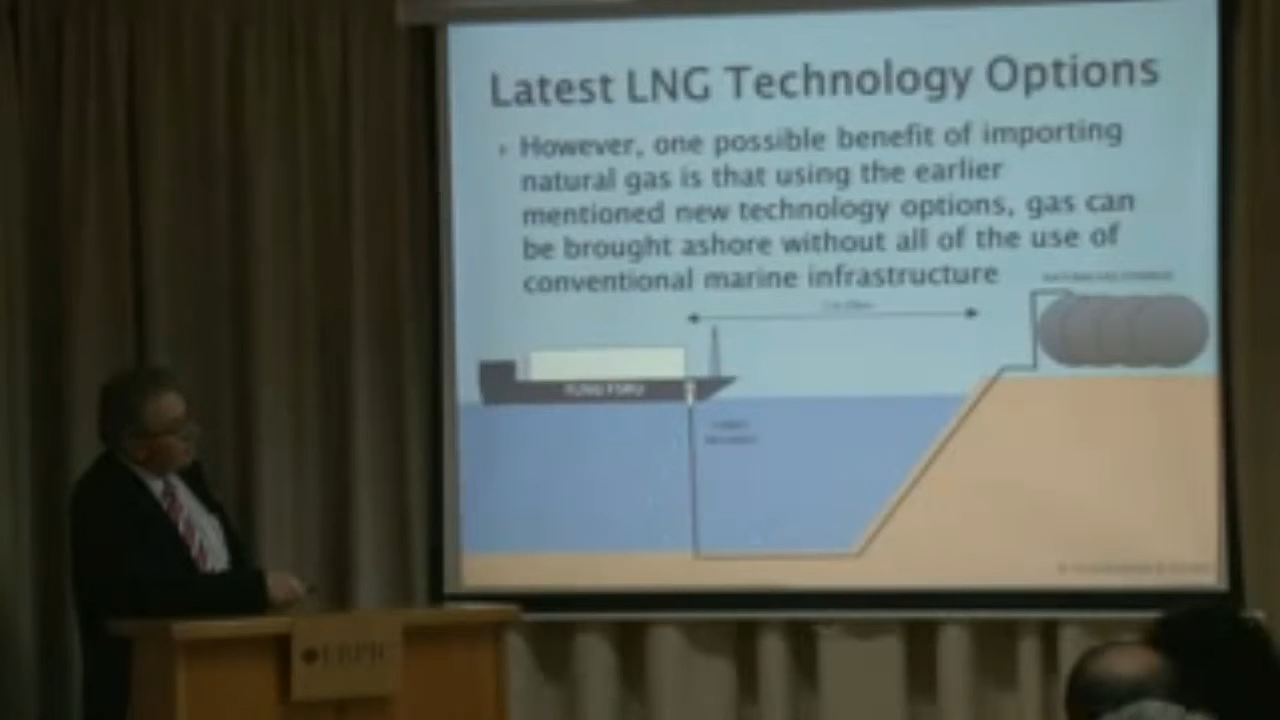 Latest LNG Technology Options
However, one possible benefit of importing
natural gas is that using the earlier
mentioned new technology options, gas can
be brought ashore without all of the use of
conventional marine infrastructure
ERPIC